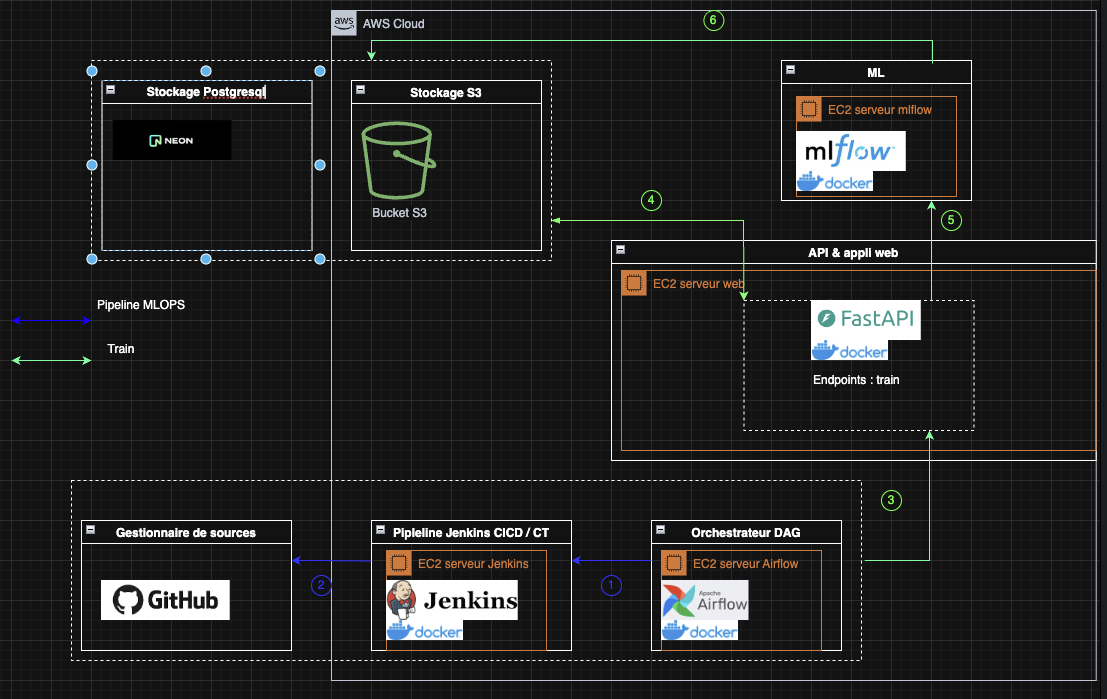 aws AWS Cloud
6
Stockage Postgresql
NEON
Stockage S3
Bucket S3
ML
EC2 serveur mlflow
mlflow
docker
4
5
API & appli web
EC2 serveur web
FastAPI
docker
Endpoints : train
Pipeline MLOPS
Train
3
Gestionnaire de sources
GitHub
2
Pipleline Jenkins CICD / CT
EC2 serveur Jenkins
Jenkins
docker
1
Orchestrateur DAG
EC2 serveur Airflow
Apache
Airflow
docker